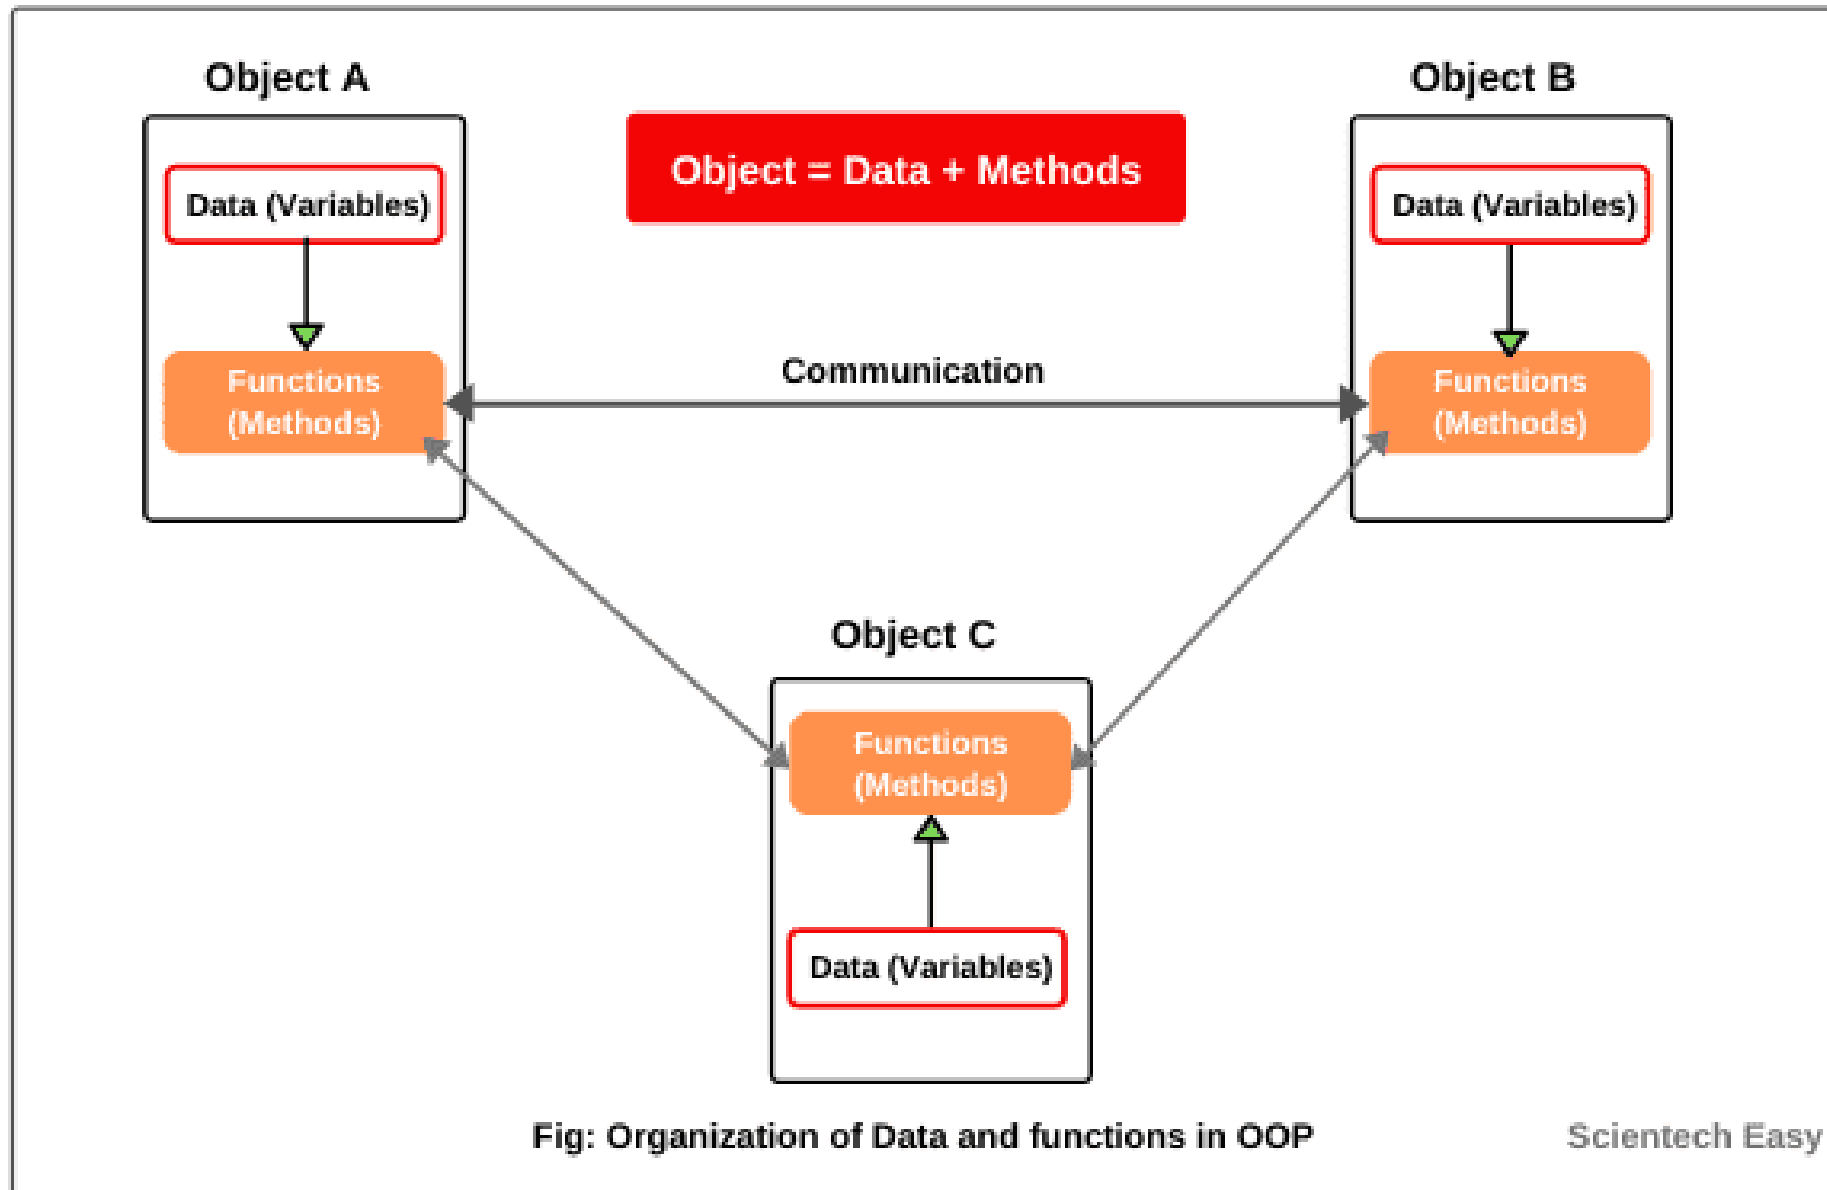 Object A
Object B
Object = Data + Methods
Data (Variables)
Data (Variables)
Functions
(Methods)
Communication
Functions
(Methods)
Object C
Functions
(Methods)
Data (Variables)
Fig: Organization of Data and functions in OOP
Scientech Easy